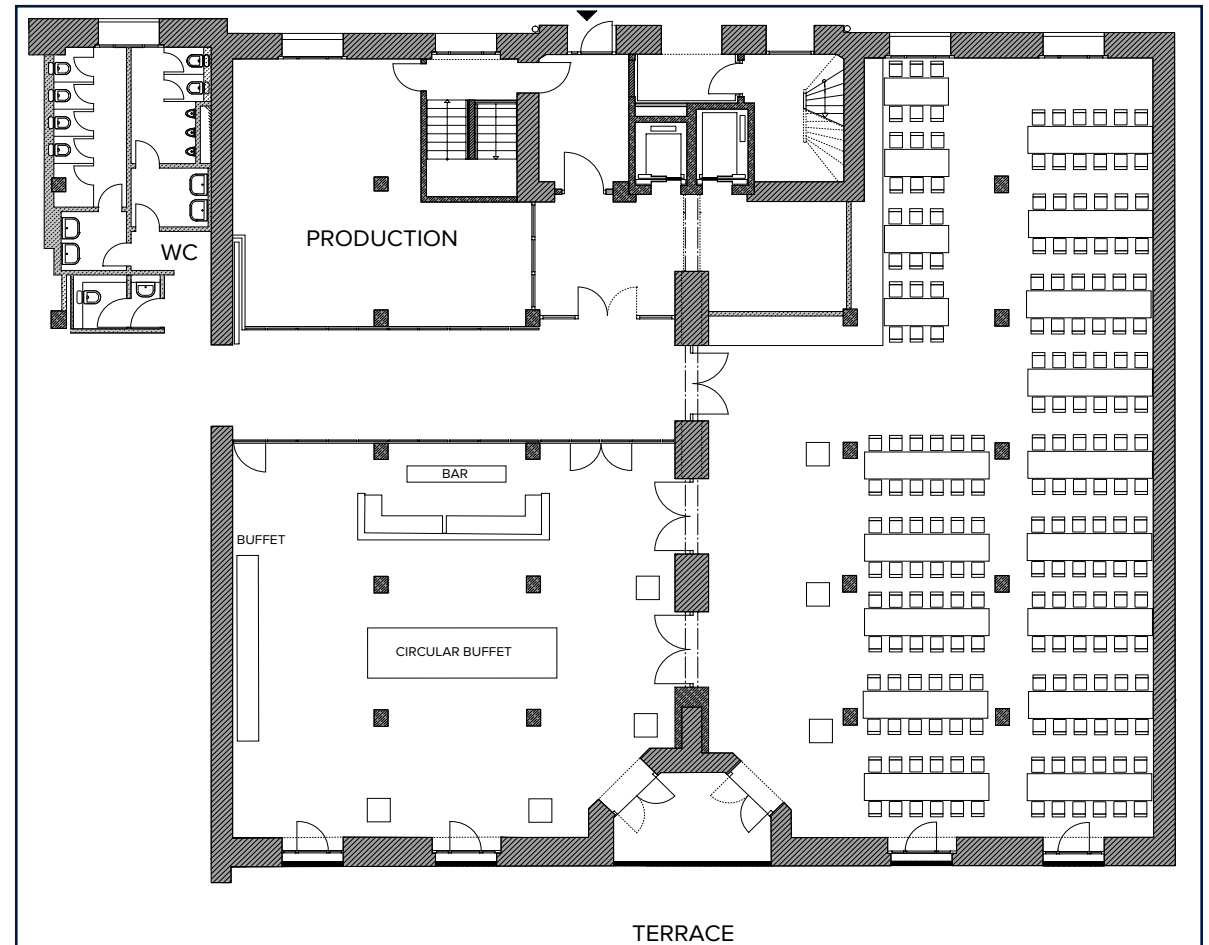 PRODUCTION
WC
BAR
BUFFET
CIRCULAR BUFFET
TERRACE